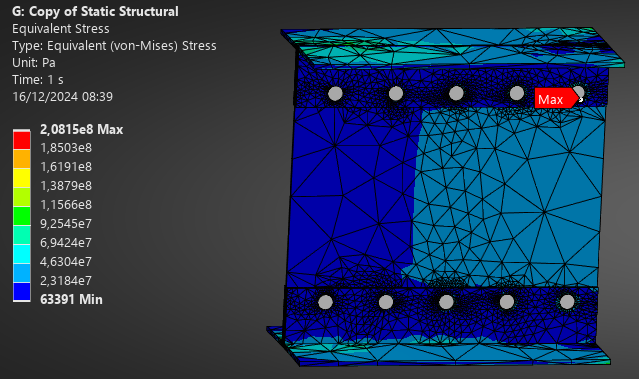 G: Copy of Static Structural
Equivalent Stress
Type: Equivalent (von-Mises) Stress
Unit: Pa
Time: 1 s
16/12/2024 08:39
2,0815e8 Max
1,8503e8
1,6191e8
1,3879e8
1,1566e8
9,2545e7
6,9424e7
4,6304e7
2,3184e7
63391 Min
Max